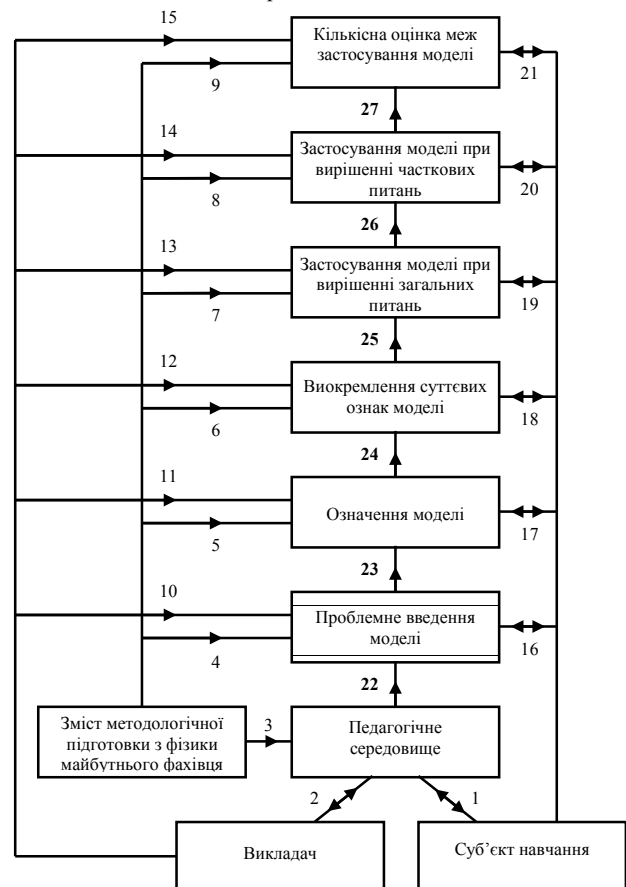 15
Кількісна оцінка меж
застосування моделі
9
21
27
14
Застосування моделі при
вирішенні часткових
питань
8
20
26
13
Застосування моделі при
вирішенні загальних
питань
7
19
25
12
Виокремлення суттєвих
ознак моделі
6
18
24
11
Означення моделі
5
17
23
10
Проблемне введення
моделі
4
16
22
Зміст методологічної
підготовки з фізики
майбутнього фахівця
3
Педагогічне
середовище
2
1
Викладач
Суб’єкт навчання